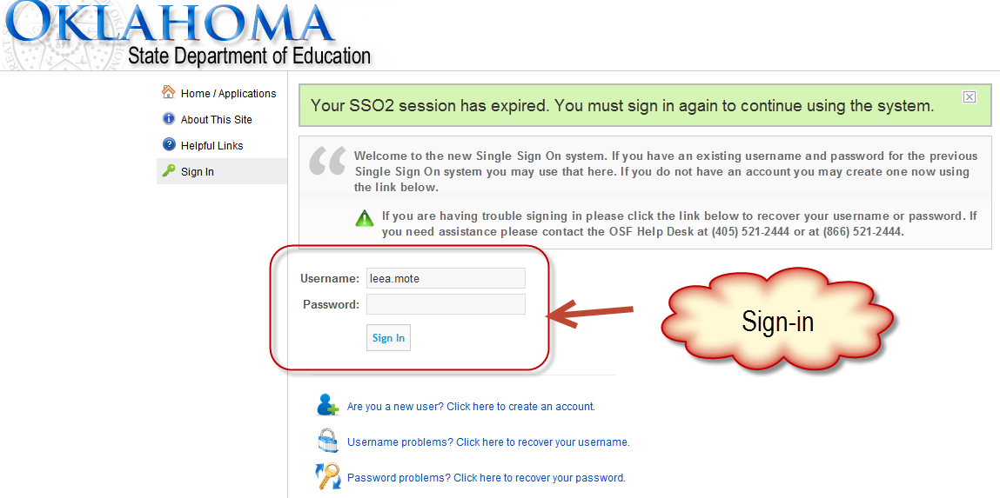 OKLAHOMA
State Department of Education
Home / Applications
About This Site
Helpful Links
Sign In
Your SSO2 session has expired. You must sign in again to continue using the system.
Welcome to the new Single Sign On system. If you have an existing username and password for the previous
Single Sign On system you may use that here. If you do not have an account you may create one now using
the link below.
If you are having trouble signing in please click the link below to recover your username or password. If
you need assistance please contact the OSF Help Desk at (405) 521-2444 or at (866) 521-2444.
Username: leea.mote
Password:
Sign In
Sign-in
Are you a new user? Click here to create an account.
Username problems? Click here to recover your username.
Password problems? Click here to recover your password.